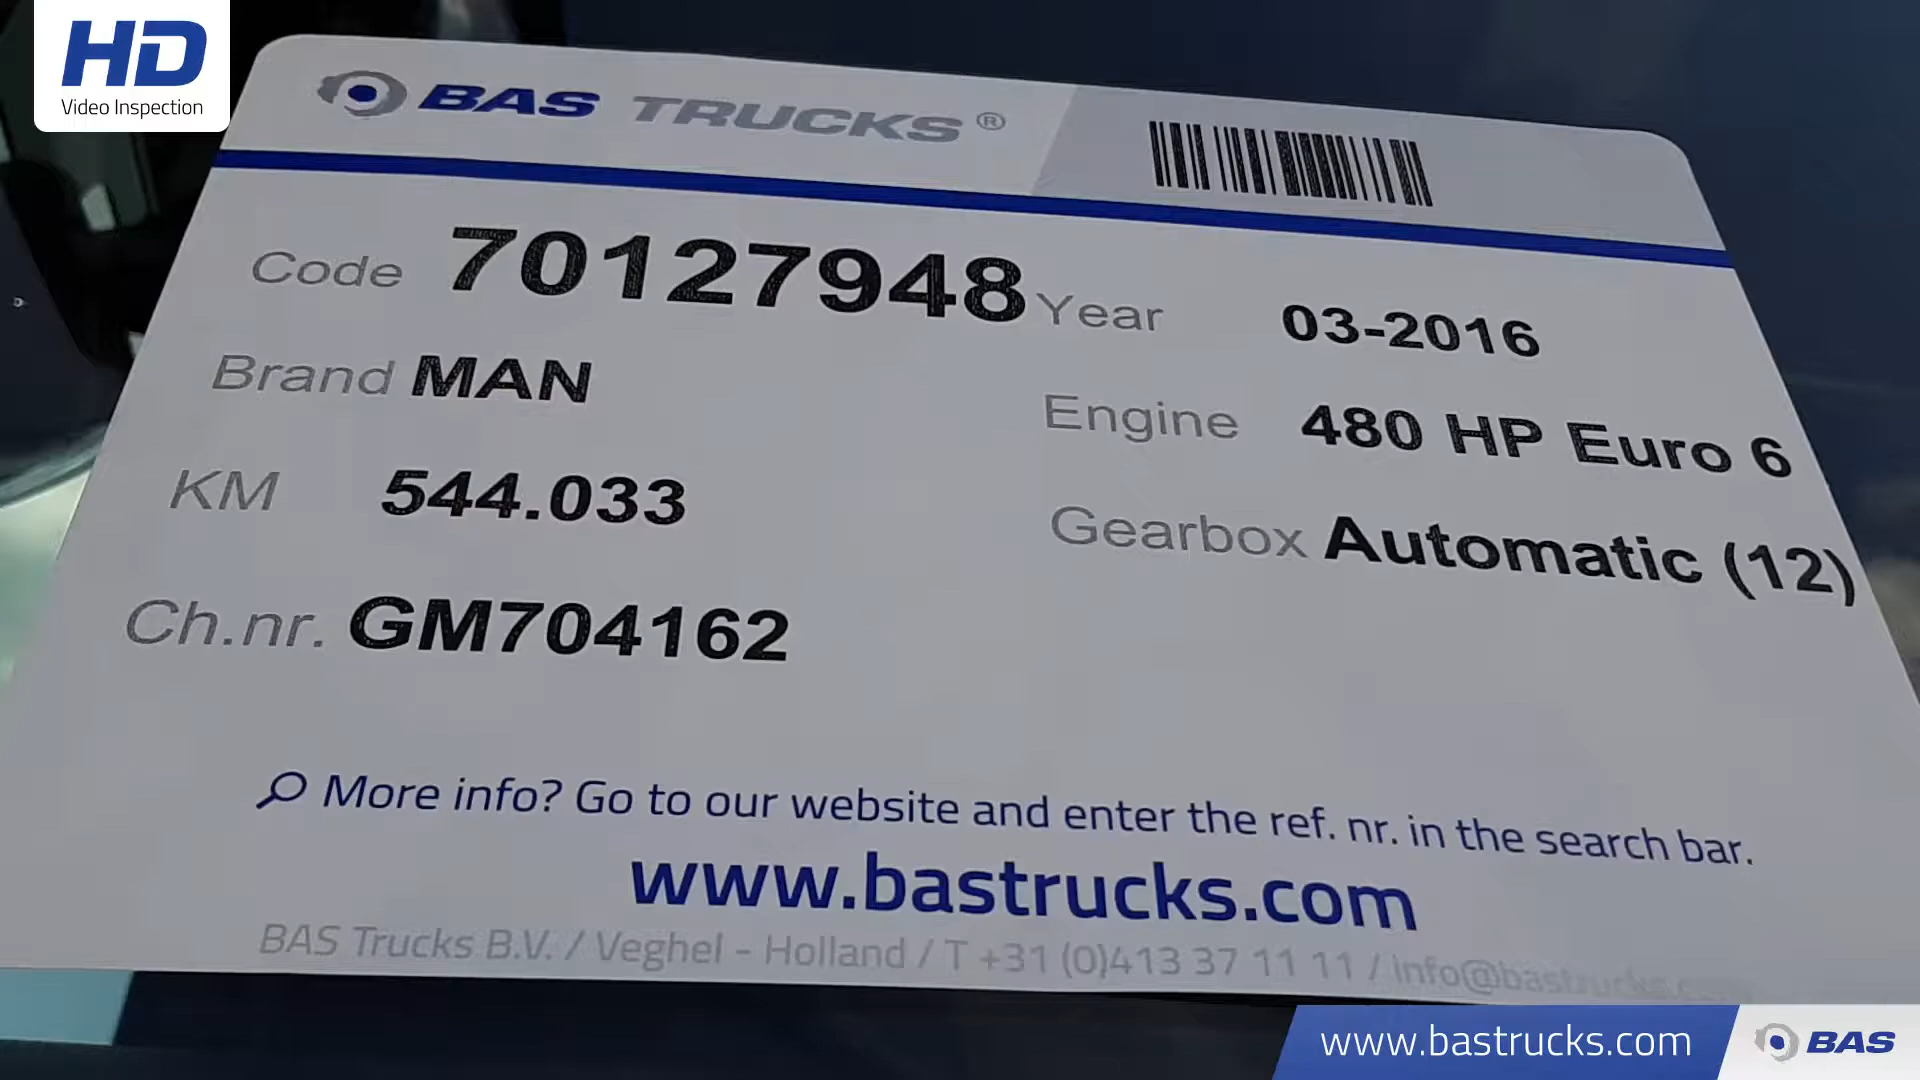 HD
Video Inspection
BAS TRUCKS®
Code 70127948
Year 03-2016
Brand MAN
Engine 480 HP Euro 6
KM 544.033
Gearbox Automatic (12)
Ch.nr. GM704162
More info? Go to our website and enter the ref. nr. in the search bar.
www.bastrucks.com
BAS Trucks B.V. / Veghel - Holland / T +31 (0)413 37 11 11 / info@bastrucks.com
www.bastrucks.com
BAS